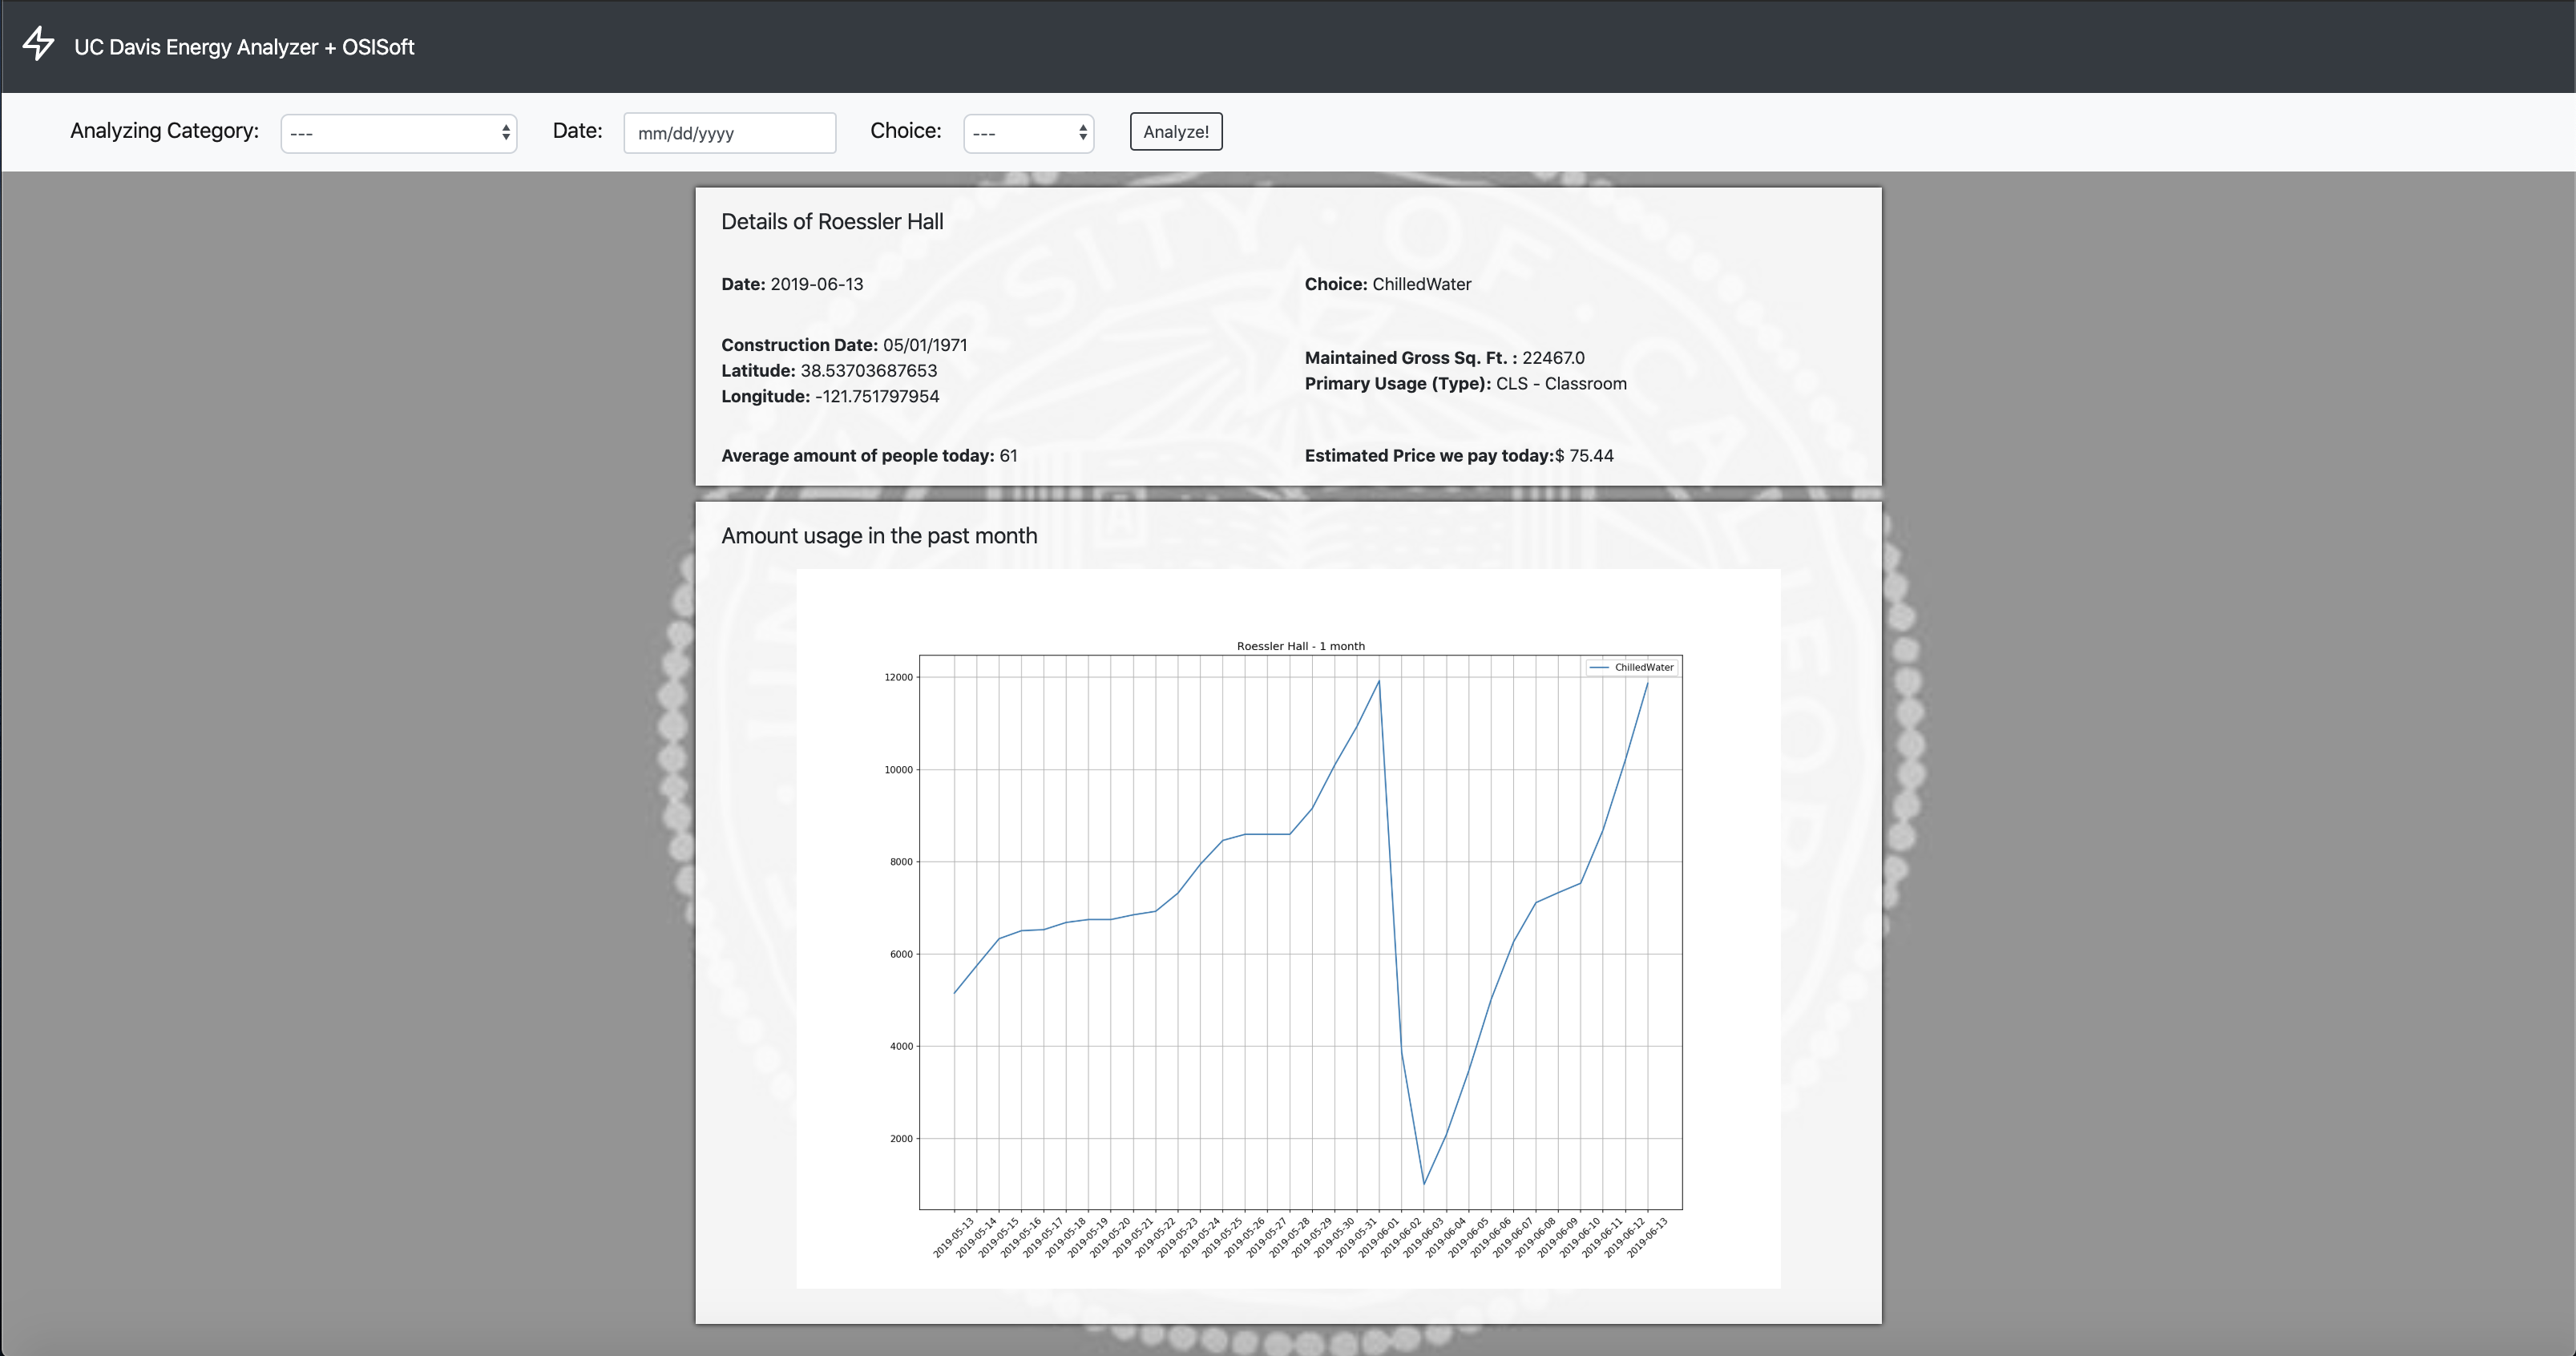 UC Davis Energy Analyzer + OSISoft
Analyzing Category: --- Date: mm/dd/yyyy Choice: --- Analyze!
Details of Roessler Hall
Date: 2019-06-13 Choice: ChilledWater
Construction Date: 05/01/1971
Latitude: 38.53703687653
Longitude: -121.751797954
Maintained Gross Sq. Ft. : 22467.0
Primary Usage (Type): CLS - Classroom
Average amount of people today: 61 Estimated Price we pay today:$ 75.44
Amount usage in the past month
Roessler Hall - 1 month
ChilledWater
12000
10000
8000
6000
4000
2000
2019-05-13
2019-05-14
2019-05-15
2019-05-16
2019-05-17
2019-05-18
2019-05-19
2019-05-20
2019-05-21
2019-05-22
2019-05-23
2019-05-24
2019-05-25
2019-05-26
2019-05-27
2019-05-28
2019-05-29
2019-05-30
2019-05-31
2019-06-01
2019-06-02
2019-06-03
2019-06-04
2019-06-05
2019-06-06
2019-06-07
2019-06-08
2019-06-09
2019-06-10
2019-06-11
2019-06-12
2019-06-13